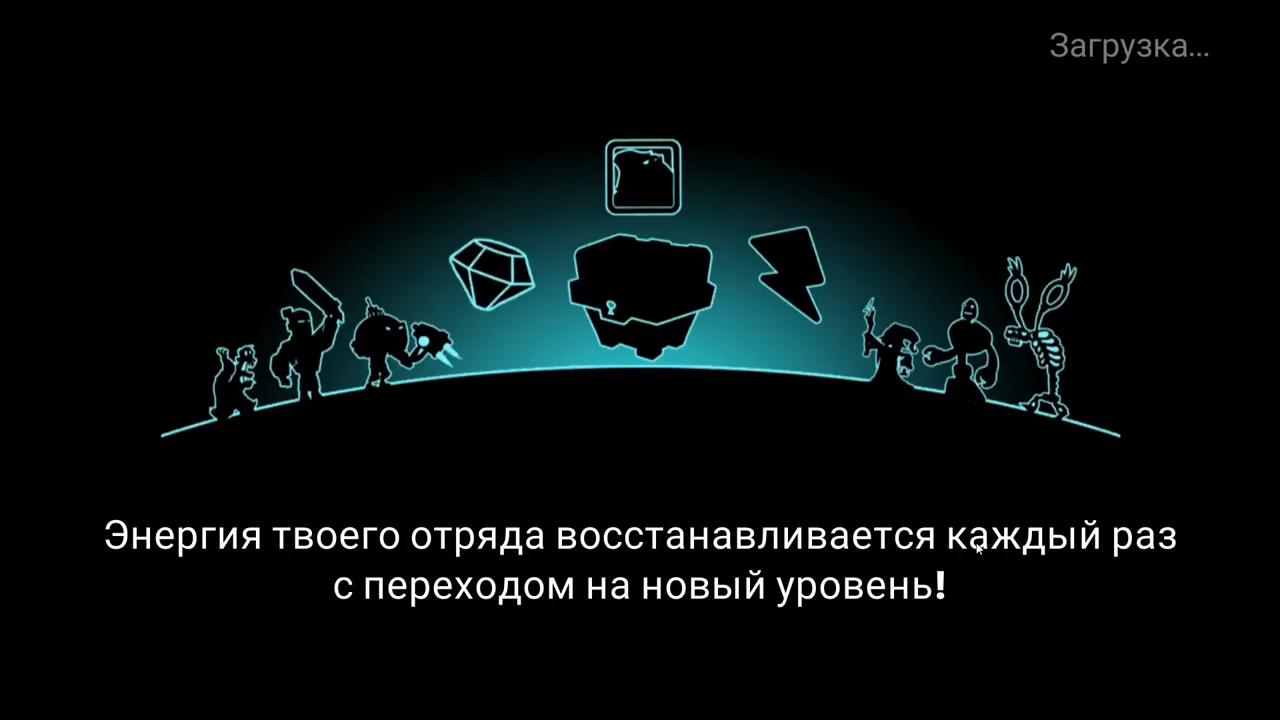 Загрузка...
Энергия твоего отряда восстанавливается каждый раз
с переходом на новый уровень!